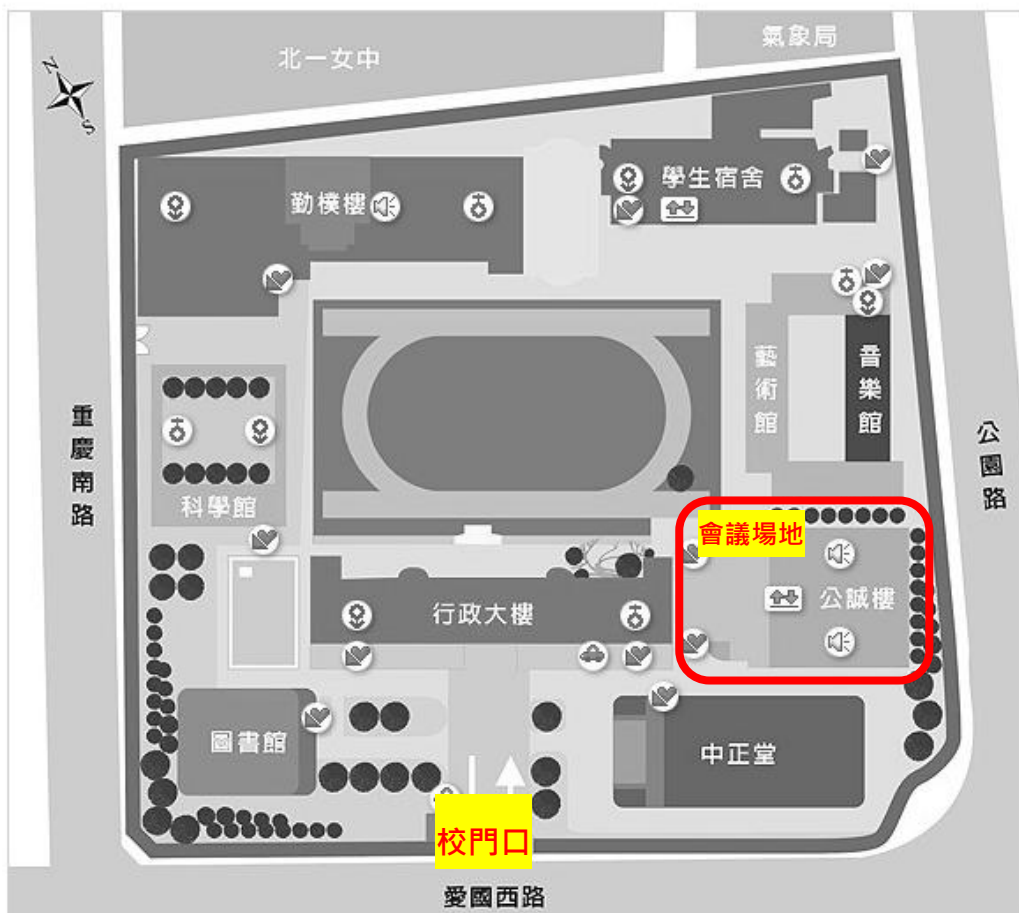 北一女中
氣象局
N
S
勤樸樓
學生宿舍
重慶南路
藝術館
音樂館
公園路
科學館
會議場地
公誠樓
行政大樓
圖書館
中正堂
校門口
愛國西路